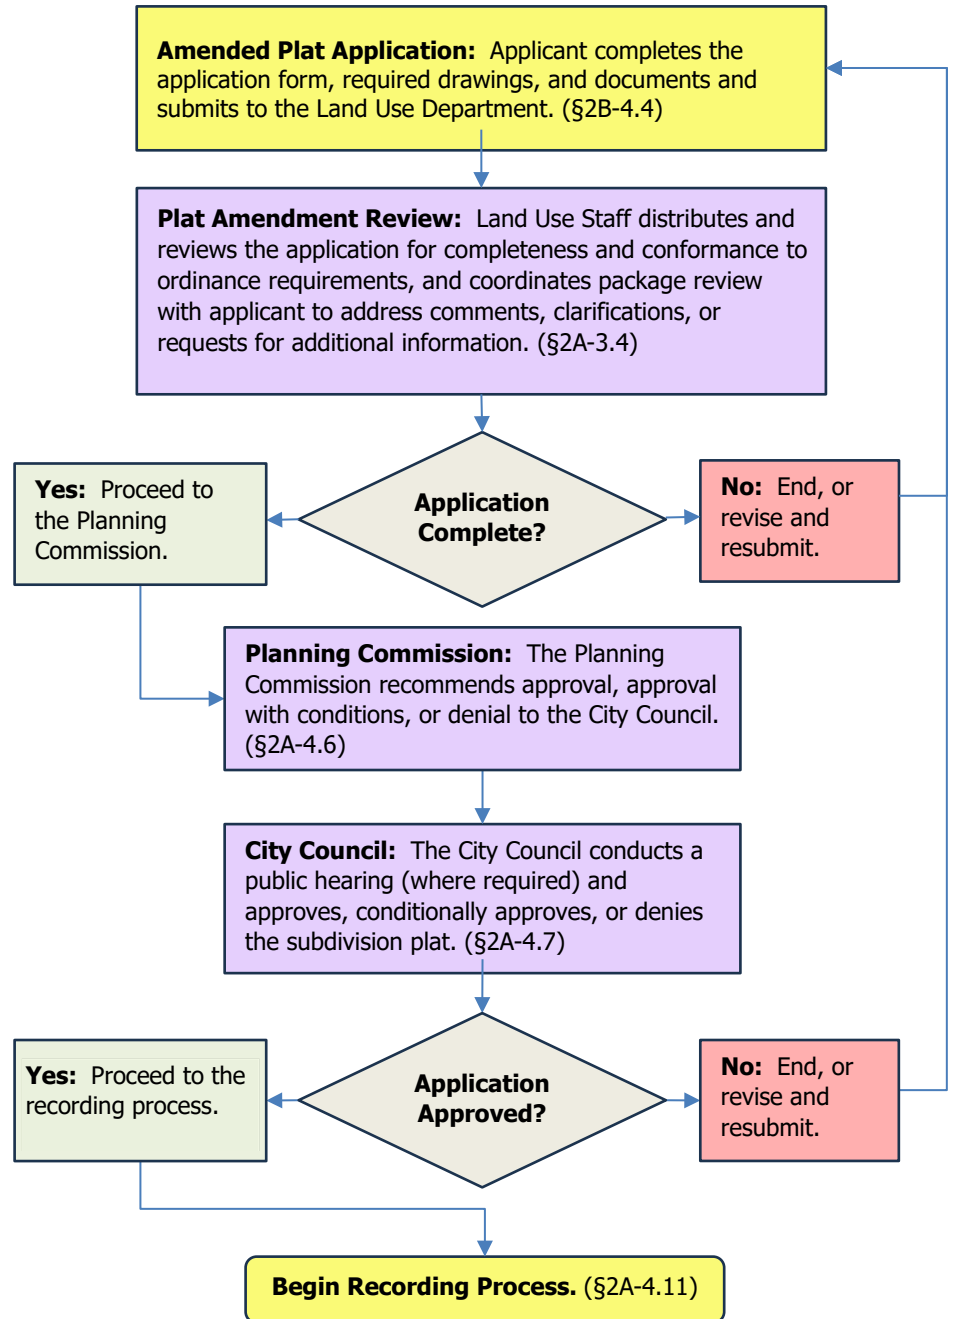 Amended Plat Application: Applicant completes the
application form, required drawings, and documents and
submits to the Land Use Department. (§2B-4.4)
Plat Amendment Review: Land Use Staff distributes and
reviews the application for completeness and conformance to
ordinance requirements, and coordinates package review
with applicant to address comments, clarifications, or
requests for additional information. (§2A-3.4)
Yes: Proceed to
the Planning
Commission.
Application
Complete?
No: End, or
revise and
resubmit.
Planning Commission: The Planning
Commission recommends approval, approval
with conditions, or denial to the City Council.
(§2A-4.6)
City Council: The City Council conducts a
public hearing (where required) and
approves, conditionally approves, or denies
the subdivision plat. (§2A-4.7)
Yes: Proceed to the
recording process.
Application
Approved?
No: End, or
revise and
resubmit.
Begin Recording Process. (§2A-4.11)